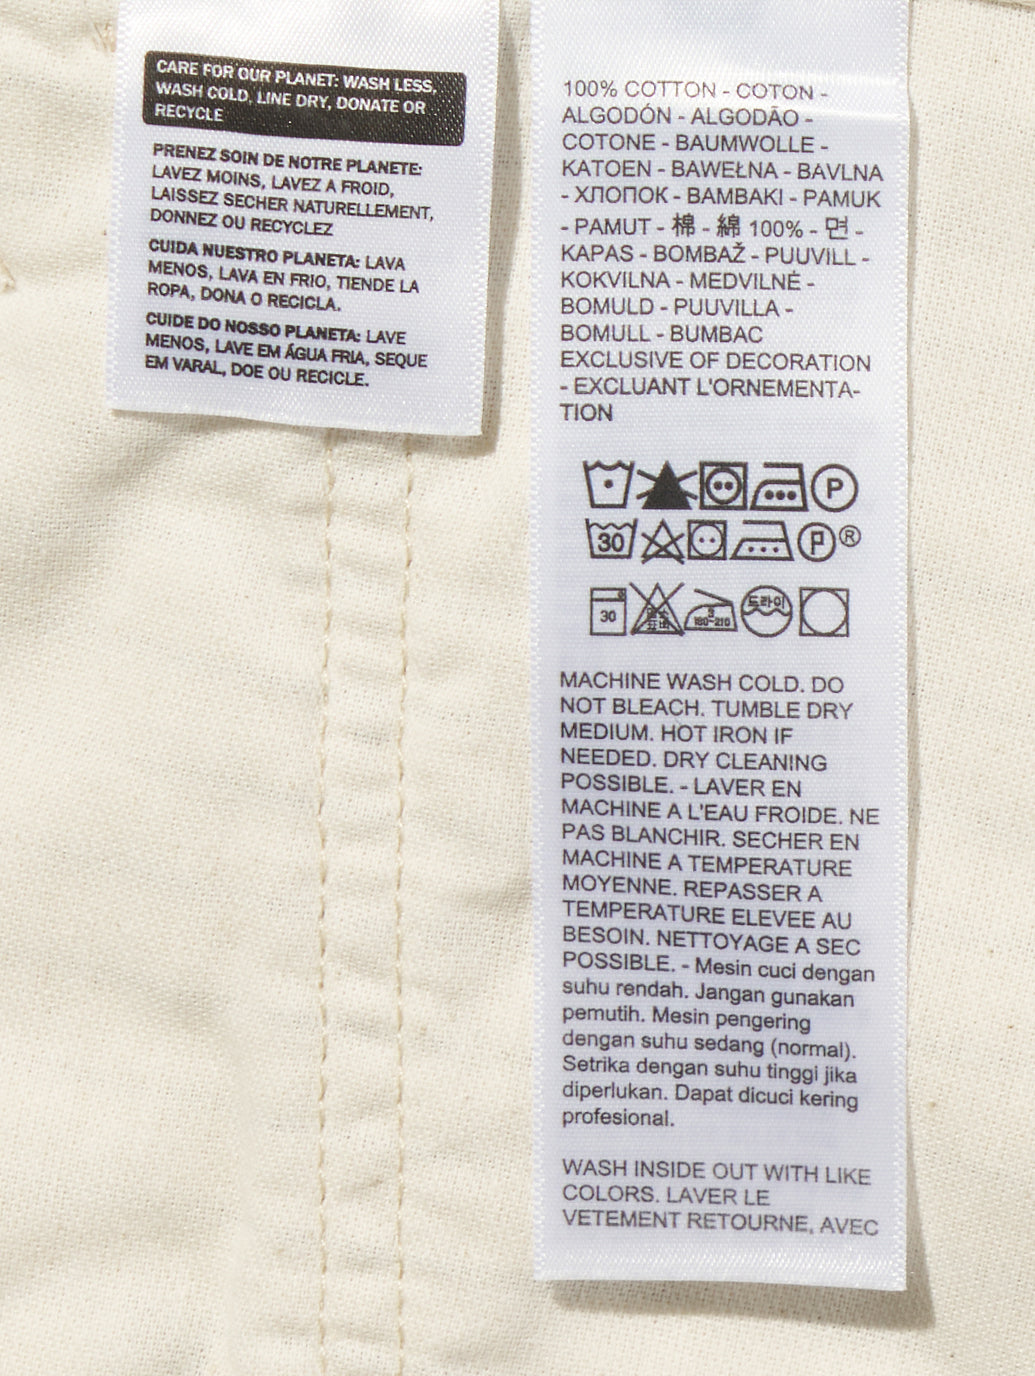 CARE FOR OUR PLANET: WASH LESS,
WASH COLD, LINE DRY, DONATE OR
RECYCLE
PRENEZ SOIN DE NOTRE PLANETE:
LAVEZ MOINS, LAVEZ A FROID,
LAISSEZ SECHER NATURELLEMENT,
DONNEZ OU RECYCLEZ
CUIDA NUESTRO PLANETA: LAVA
MENOS, LAVA EN FRIO, TIENDE LA
ROPA, DONA O RECICLA.
CUIDE DO NOSSO PLANETA: LAVE
MENOS, LAVE EM ÁGUA FRIA, SEQUE
EM VARAL, DOE OU RECICLE.
100% COTTON - COTON -
ALGODÓN - ALGODÃO -
COTONE - BAUMWOLLE -
KATOEN - BAWEŁNA - BAVLNA
- ХЛОПОК - BAMBAKI - PAMUK
- PAMUT - 棉 - 綿 100% - 면 -
KAPAS - BOMBAŽ - PUUVILL -
KOKVILNA - MEDVILNĖ -
BOMULD - PUUVILLA -
BOMULL - BUMBAC
EXCLUSIVE OF DECORATION
- EXCLUANT L'ORNEMENTA-
TION
P
30 P ®
30 180~210 드라이
MACHINE WASH COLD. DO
NOT BLEACH. TUMBLE DRY
MEDIUM. HOT IRON IF
NEEDED. DRY CLEANING
POSSIBLE. - LAVER EN
MACHINE A L'EAU FROIDE. NE
PAS BLANCHIR. SECHER EN
MACHINE A TEMPERATURE
MOYENNE. REPASSER A
TEMPERATURE ELEVEE AU
BESOIN. NETTOYAGE A SEC
POSSIBLE. - Mesin cuci dengan
suhu rendah. Jangan gunakan
pemutih. Mesin pengering
dengan suhu sedang (normal).
Setrika dengan suhu tinggi jika
diperlukan. Dapat dicuci kering
profesional.
WASH INSIDE OUT WITH LIKE
COLORS. LAVER LE
VETEMENT RETOURNE, AVEC